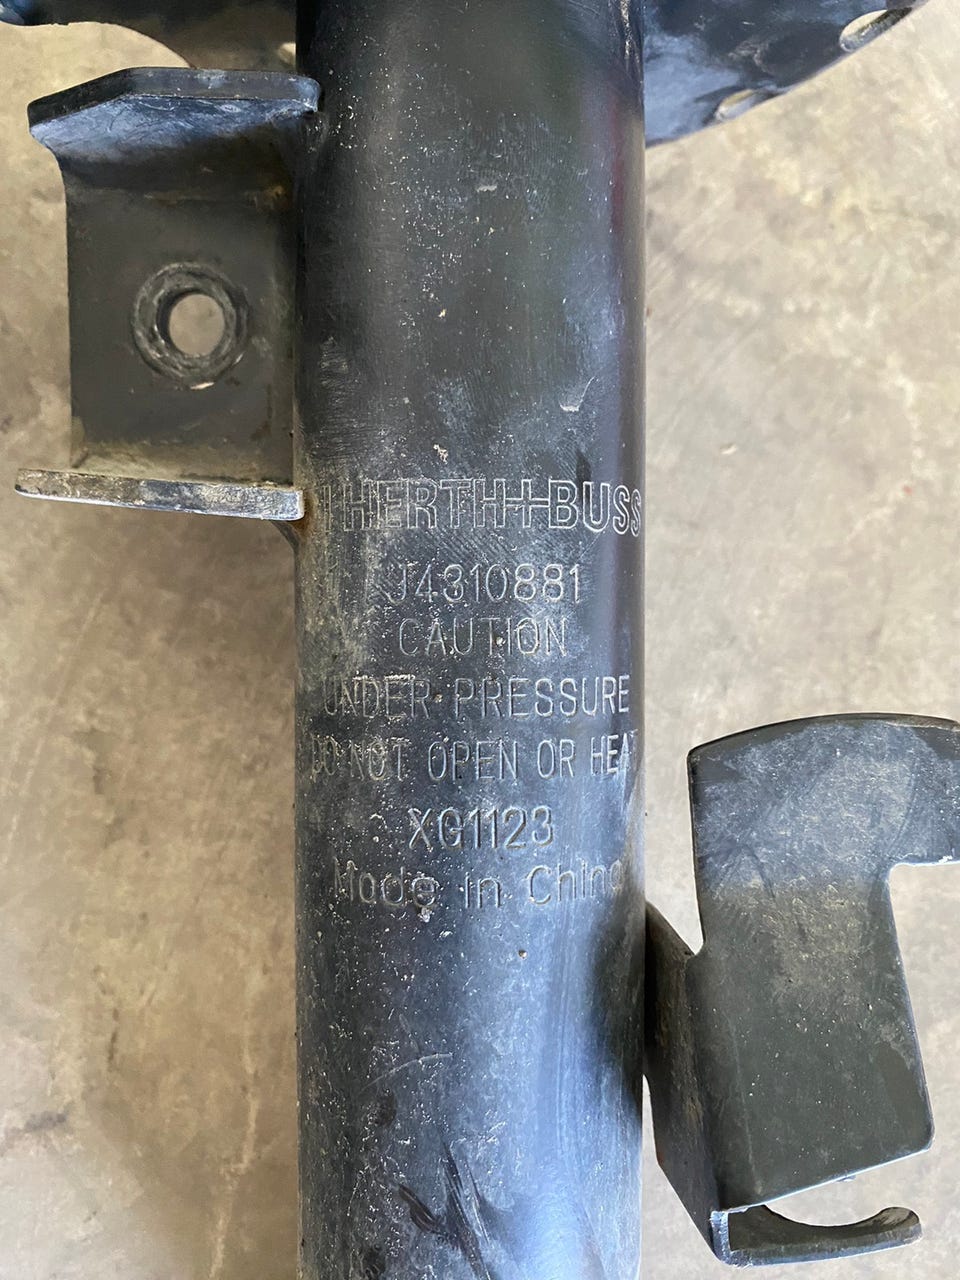 HERTH+BUSS
J4310881
CAUTION
UNDER PRESSURE
DO NOT OPEN OR HEAT
XG1123
Made in China